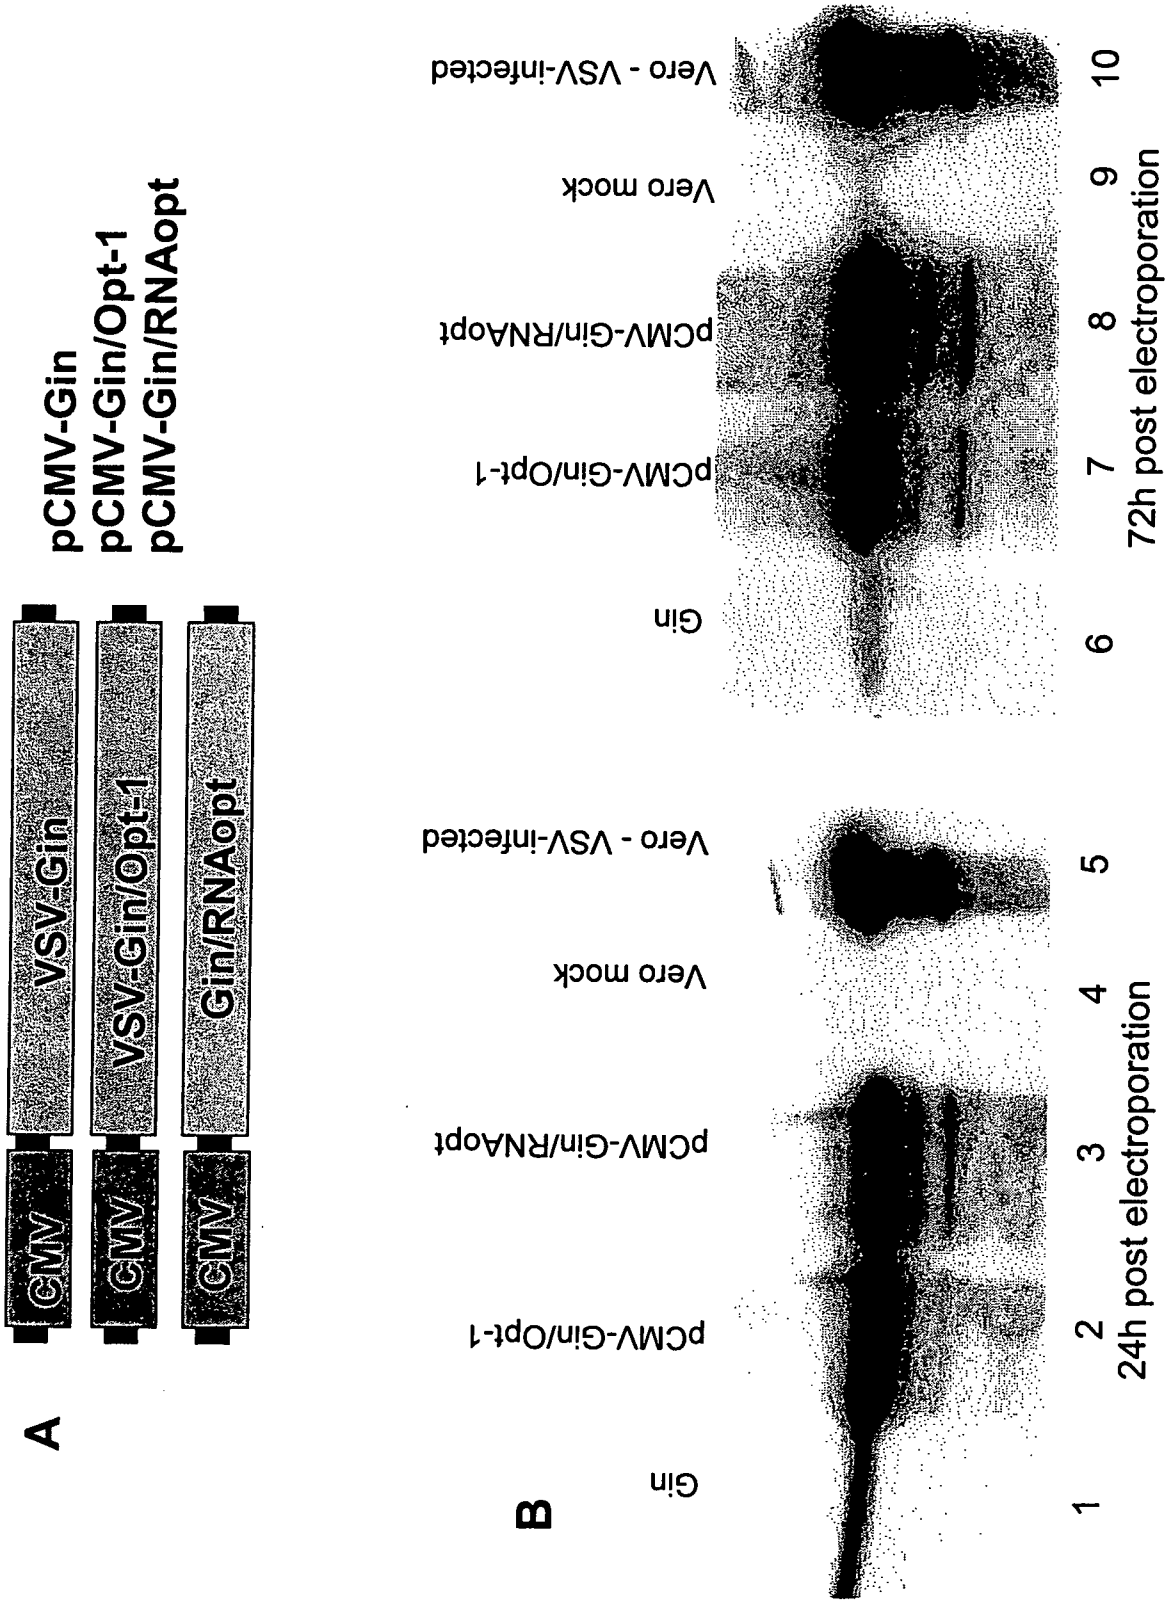 A
CMV VSV-Gin pCMV-Gin
CMV VSV-Gin/Opt-1 pCMV-Gin/Opt-1
CMV Gin/RNAopt pCMV-Gin/RNAopt
B
Gin
pCMV-Gin/Opt-1
pCMV-Gin/RNAopt
Vero mock
Vero - VSV-infected
Gin
pCMV-Gin/Opt-1
pCMV-Gin/RNAopt
Vero mock
Vero - VSV-infected
1 2 3 4 5 6 7 8 9 10
24h post electroporation 72h post electroporation